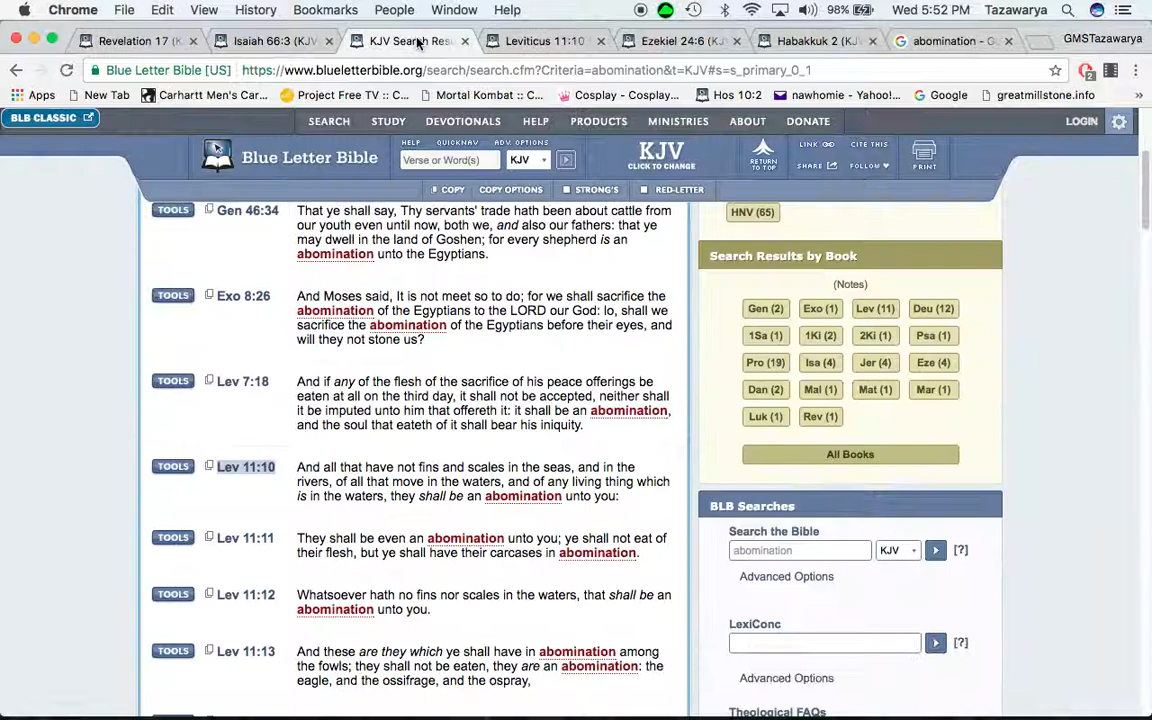 Chrome File Edit View History Bookmarks People Window Help 98% Wed 5:52 PM Tazawarya
Revelation 17 (k Isaiah 66:3 (KJV KJV Search Resu Leviticus 11:10 Ezekiel 24:6 (KJ Habakkuk 2 (KJV abomination - G GMSTazawarya
Blue Letter Bible [US] https://www.blueletterbible.org/search/search.cfm?Criteria=abomination&t=KJV#s=s_primary_0_1
Apps New Tab Carhartt Men's Car... Project Free TV :: C... Mortal Kombat :: C... Cosplay - Cosplay... Hos 10:2 nawhomie - Yahoo!... Google greatmillstone.info »
BLB CLASSIC SEARCH STUDY DEVOTIONALS HELP PRODUCTS MINISTRIES ABOUT DONATE LOGIN
Blue Letter Bible
HELP QUICKNAV ADV. OPTIONS
Verse or Word(s) KJV
KJV
CLICK TO CHANGE
RETURN TO TOP
LINK CITE THIS
SHARE FOLLOW
PRINT
COPY COPY OPTIONS STRONG'S RED-LETTER
TOOLS Gen 46:34 That ye shall say, Thy servants' trade hath been about cattle from
our youth even until now, both we, and also our fathers: that ye
may dwell in the land of Goshen; for every shepherd is an
abomination unto the Egyptians.
TOOLS Exo 8:26 And Moses said, It is not meet so to do; for we shall sacrifice the
abomination of the Egyptians to the LORD our God: lo, shall we
sacrifice the abomination of the Egyptians before their eyes, and
will they not stone us?
TOOLS Lev 7:18 And if any of the flesh of the sacrifice of his peace offerings be
eaten at all on the third day, it shall not be accepted, neither shall
it be imputed unto him that offereth it: it shall be an abomination,
and the soul that eateth of it shall bear his iniquity.
TOOLS Lev 11:10 And all that have not fins and scales in the seas, and in the
rivers, of all that move in the waters, and of any living thing which
is in the waters, they shall be an abomination unto you:
TOOLS Lev 11:11 They shall be even an abomination unto you; ye shall not eat of
their flesh, but ye shall have their carcases in abomination.
TOOLS Lev 11:12 Whatsoever hath no fins nor scales in the waters, that shall be an
abomination unto you.
TOOLS Lev 11:13 And these are they which ye shall have in abomination among
the fowls; they shall not be eaten, they are an abomination: the
eagle, and the ossifrage, and the ospray,
HNV (65)
Search Results by Book
(Notes)
Gen (2) Exo (1) Lev (11) Deu (12)
1Sa (1) 1Ki (2) 2Ki (1) Psa (1)
Pro (19) Isa (4) Jer (4) Eze (4)
Dan (2) Mal (1) Mat (1) Mar (1)
Luk (1) Rev (1)
All Books
BLB Searches
Search the Bible
abomination KJV [?]
Advanced Options
LexiConc
[?]
Advanced Options
Theological FAQs